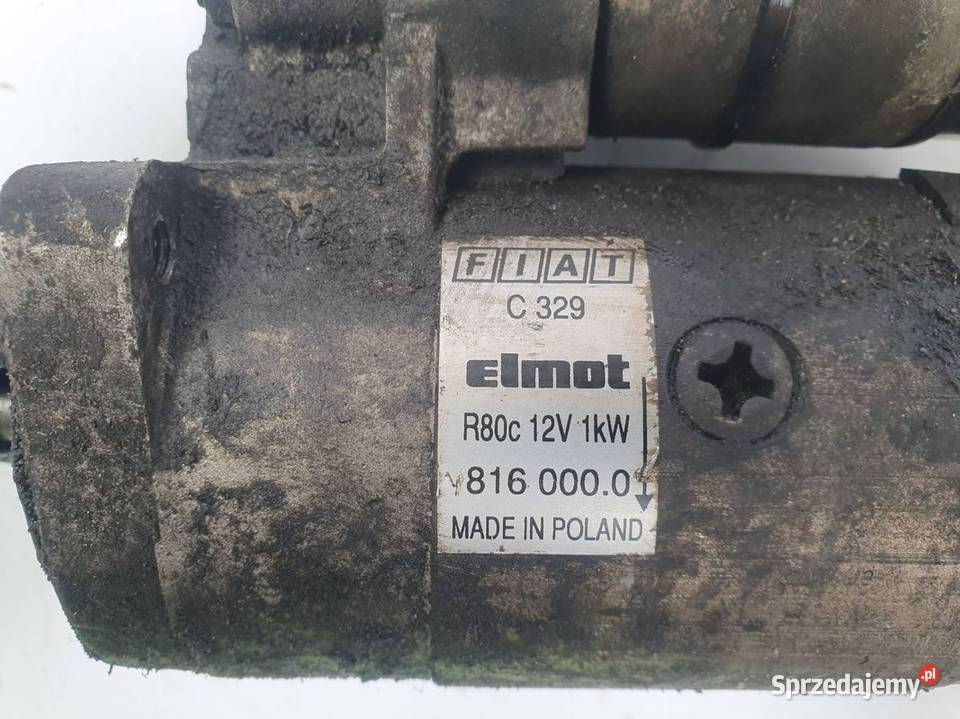 FIAT
C 329
elmot
R80c 12V 1kW
816 000.0
MADE IN POLAND
Sprzedajemy.pl